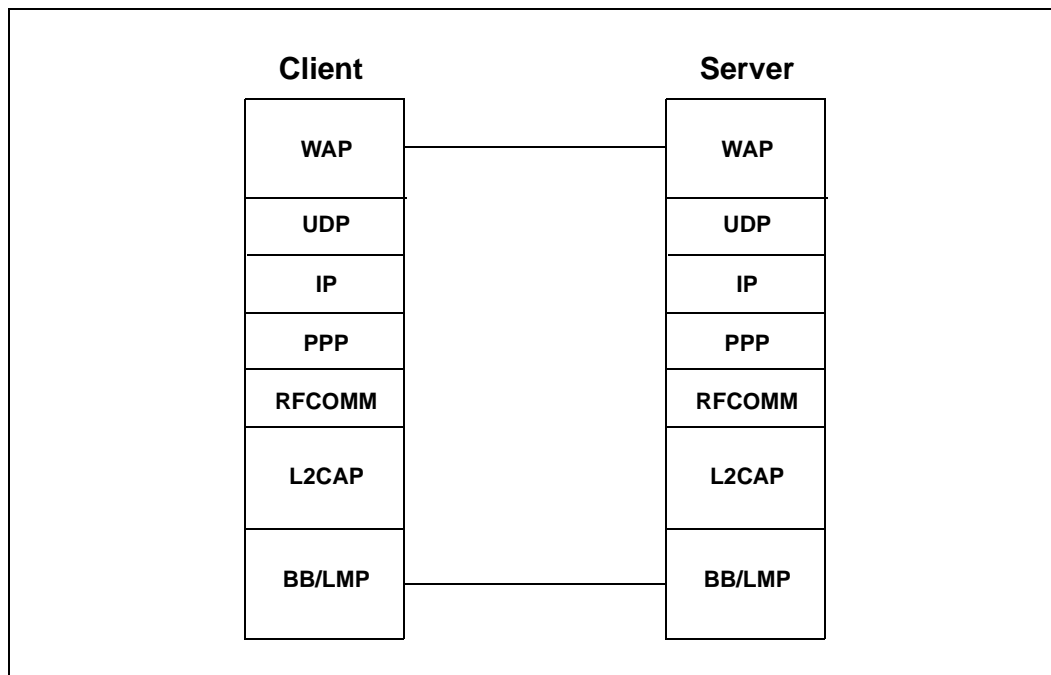 Client Server
WAP WAP
UDP UDP
IP IP
PPP PPP
RFCOMM RFCOMM
L2CAP L2CAP
BB/LMP BB/LMP